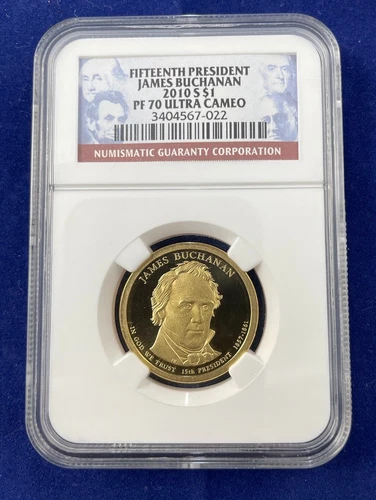 FIFTEENTH PRESIDENT
JAMES BUCHANAN
2010 S $1
PF 70 ULTRA CAMEO
3404567-022
NUMISMATIC GUARANTY CORPORATION
JAMES BUCHANAN
IN GOD WE TRUST 15th PRESIDENT 1857-1861